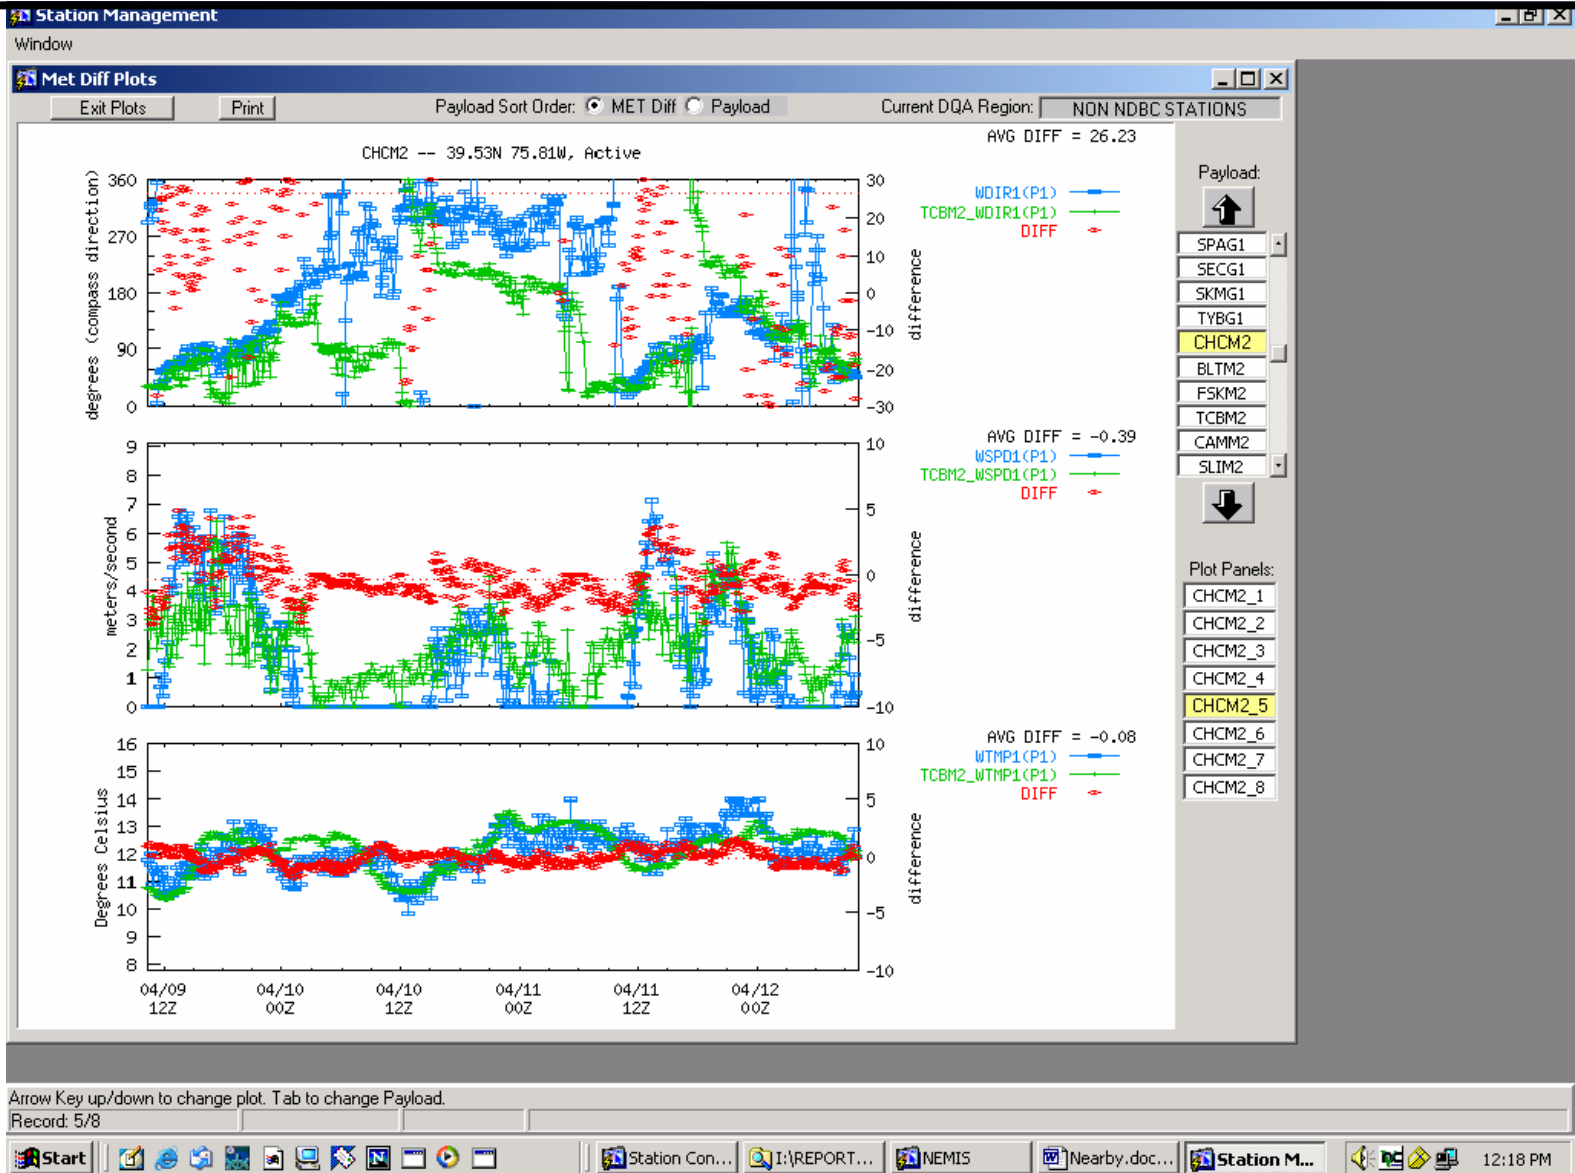 Station Management
Window
Met Diff Plots
Exit Plots Print Payload Sort Order: MET Diff Payload Current DQA Region: NON NDBC STATIONS
AVG DIFF = 26.23
CHCM2 -- 39.53N 75.81W, Active
WDIR1(P1)
TCBM2_WDIR1(P1)
DIFF
degrees (compass direction)
360
270
180
90
0
30
20
10
0
-10
-20
-30
difference
AVG DIFF = -0.39
WSPD1(P1)
TCBM2_WSPD1(P1)
DIFF
meters/second
9
8
7
6
5
4
3
2
1
0
10
5
0
-5
-10
difference
AVG DIFF = -0.08
WTMP1(P1)
TCBM2_WTMP1(P1)
DIFF
Degrees Celsius
16
15
14
13
12
11
10
9
8
10
5
0
-5
-10
difference
04/09 04/10 04/10 04/11 04/11 04/12
12Z 00Z 12Z 00Z 12Z 00Z
Payload:
SPAG1
SECG1
SKMG1
TYBG1
CHCM2
BLTM2
FSKM2
TCBM2
CAMM2
SLIM2
Plot Panels:
CHCM2_1
CHCM2_2
CHCM2_3
CHCM2_4
CHCM2_5
CHCM2_6
CHCM2_7
CHCM2_8
Arrow Key up/down to change plot. Tab to change Payload.
Record: 5/8
Start Station Con... I:\REPORT... NEMIS Nearby.doc... Station M... 12:18 PM